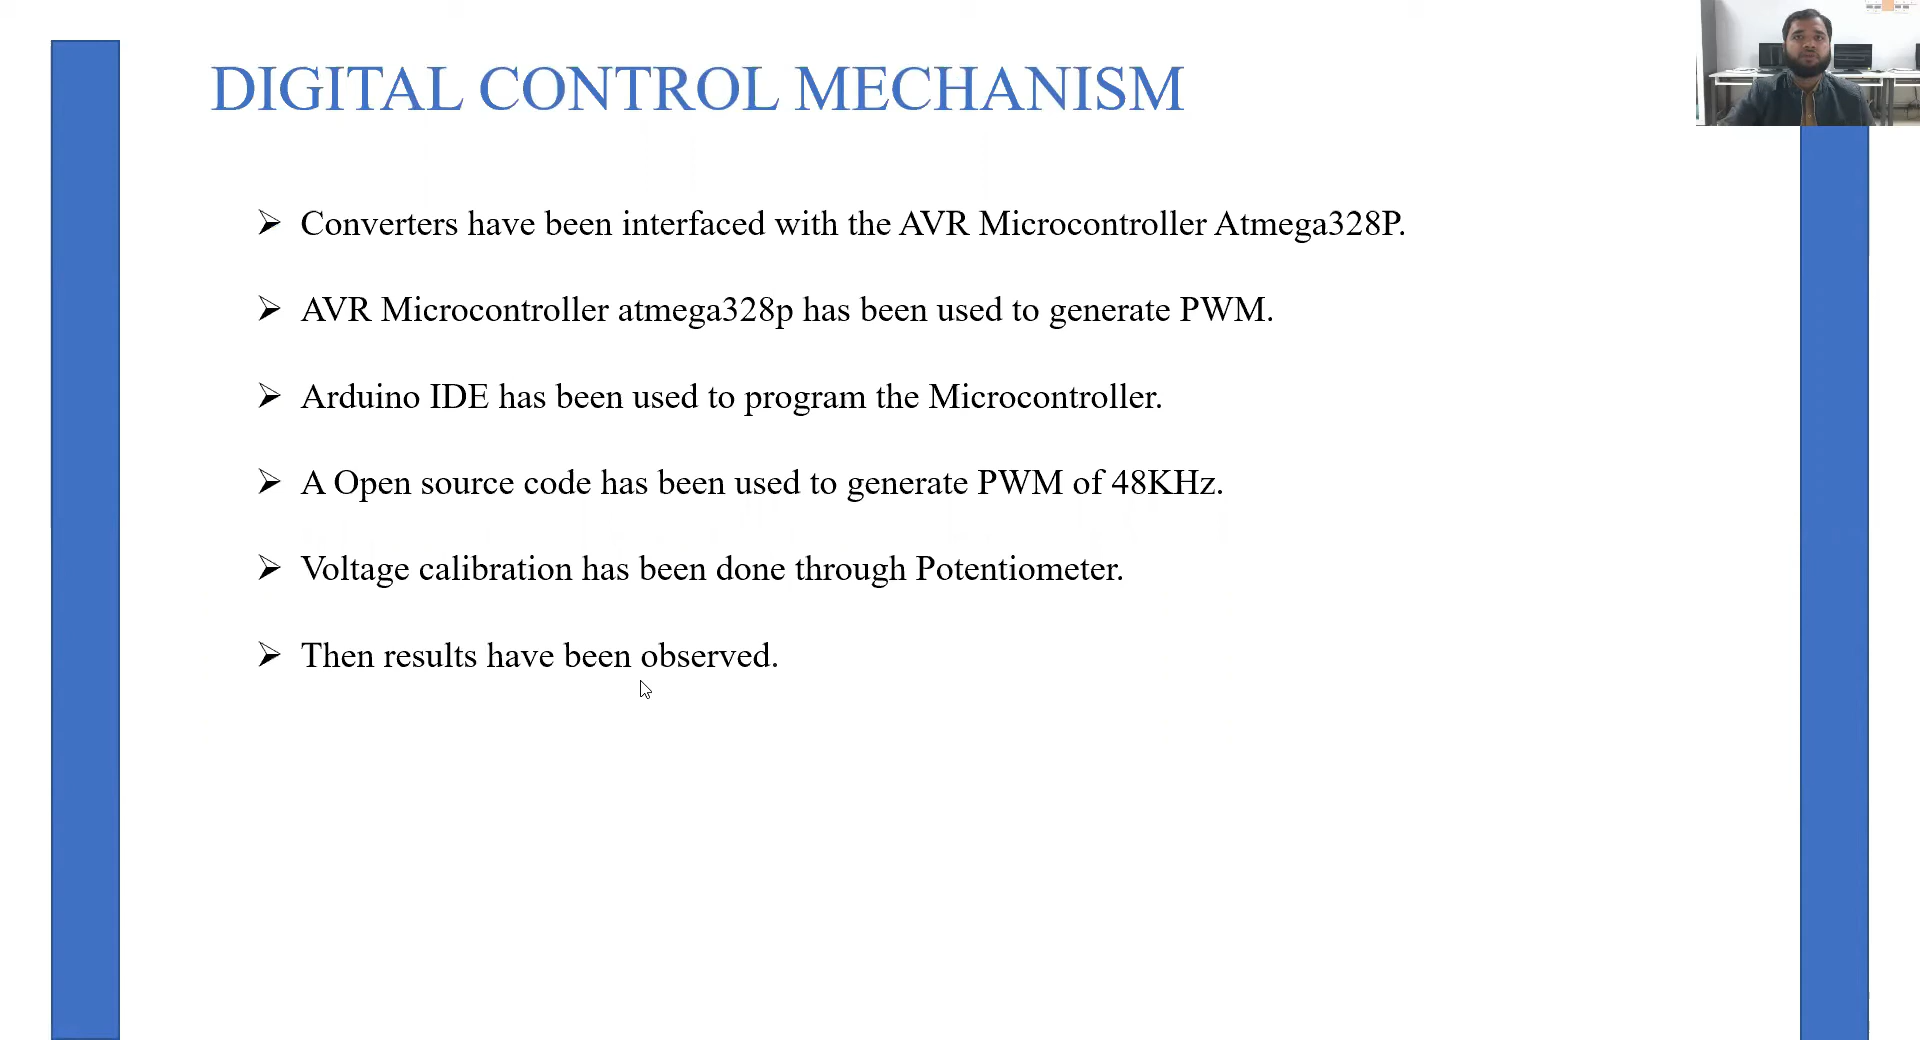 DIGITAL CONTROL MECHANISM
Converters have been interfaced with the AVR Microcontroller Atmega328P.
AVR Microcontroller atmega328p has been used to generate PWM.
Arduino IDE has been used to program the Microcontroller.
A Open source code has been used to generate PWM of 48KHz.
Voltage calibration has been done through Potentiometer.
Then results have been observed.